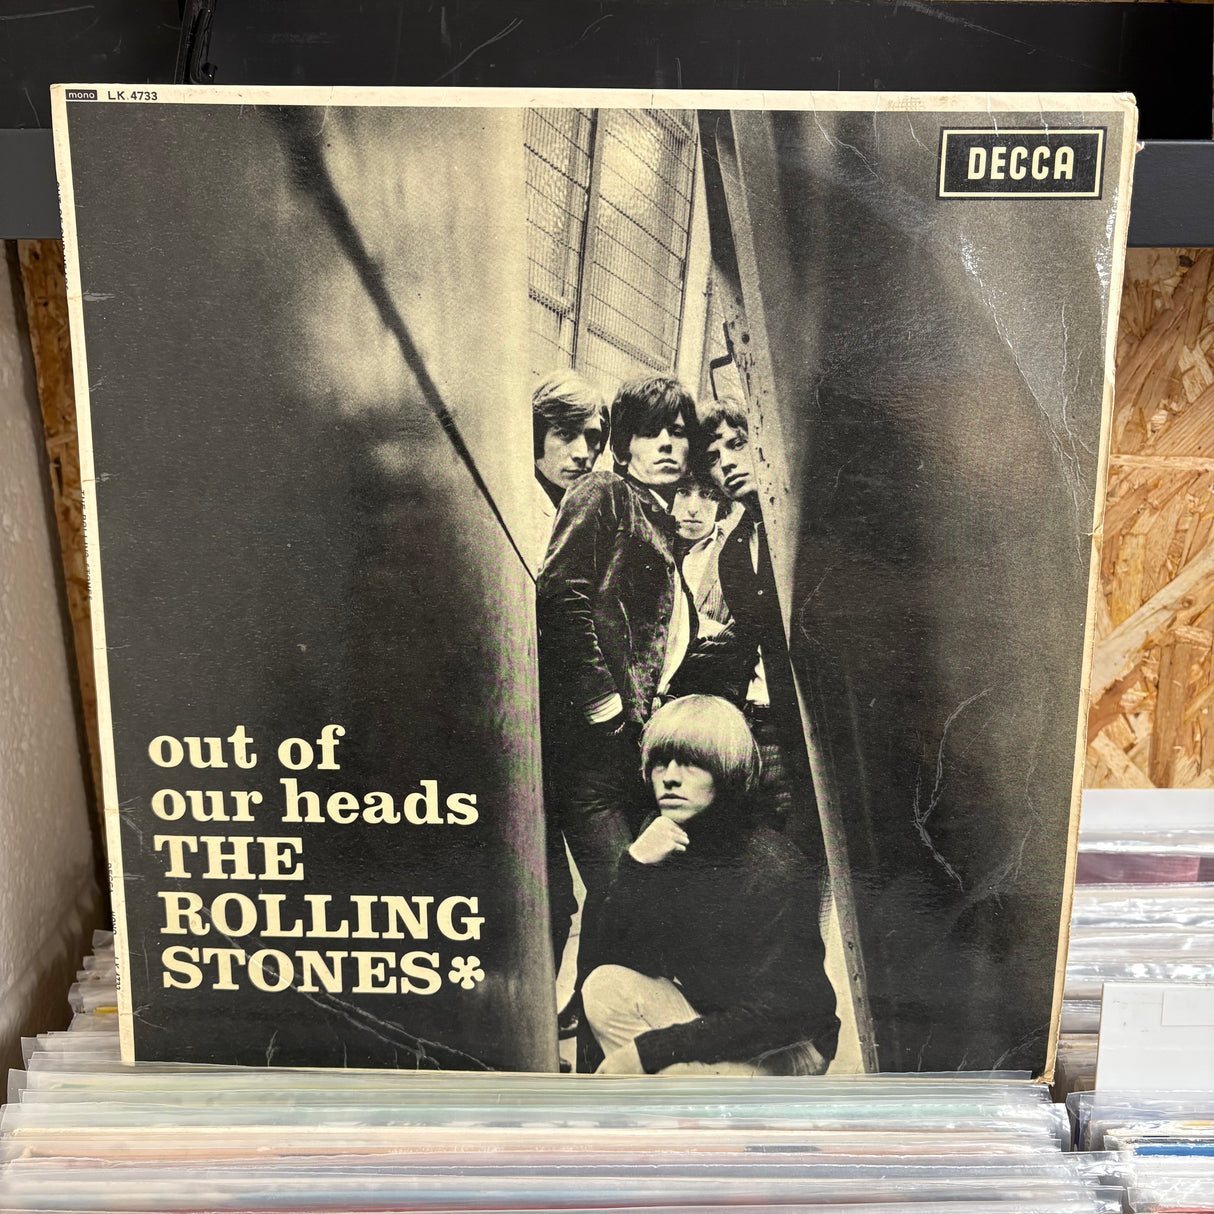 mono LK.4733
DECCA
out of
our heads
THE
ROLLING
STONES*